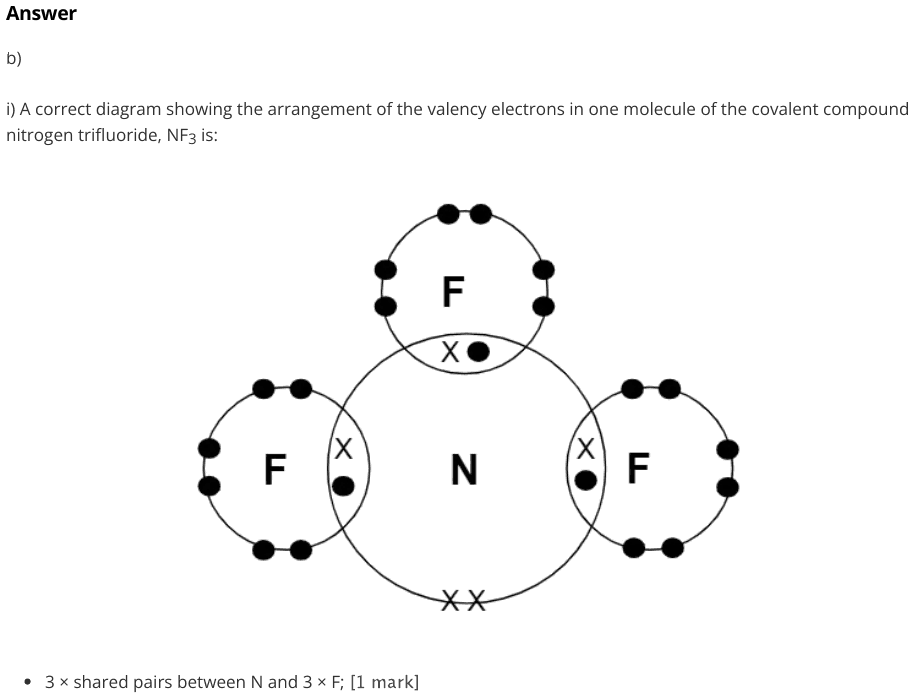 Answer
b)
i) A correct diagram showing the arrangement of the valency electrons in one molecule of the covalent compound
nitrogen trifluoride, NF3 is:
F
X
X
X
F
N
F
XX
• 3 × shared pairs between N and 3 × F; [1 mark]